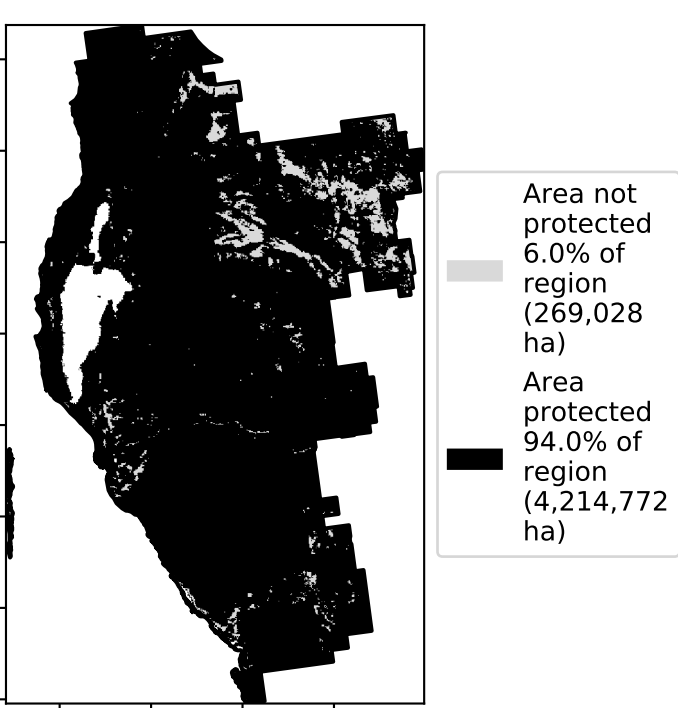 Area not
protected
6.0% of
region
(269,028
ha)
Area
protected
94.0% of
region
(4,214,772
ha)